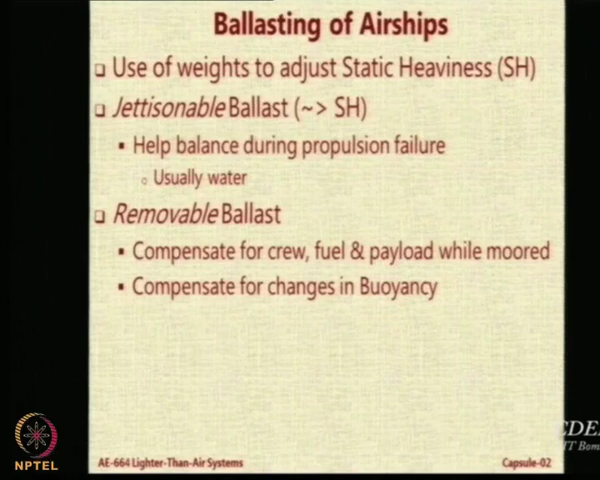 Ballasting of Airships
Use of weights to adjust Static Heaviness (SH)
Jettisonable Ballast (~> SH)
Help balance during propulsion failure
Usually water
Removable Ballast
Compensate for crew, fuel & payload while moored
Compensate for changes in Buoyancy
NPTEL
AE-664 Lighter-Than-Air Systems
Capsule-02